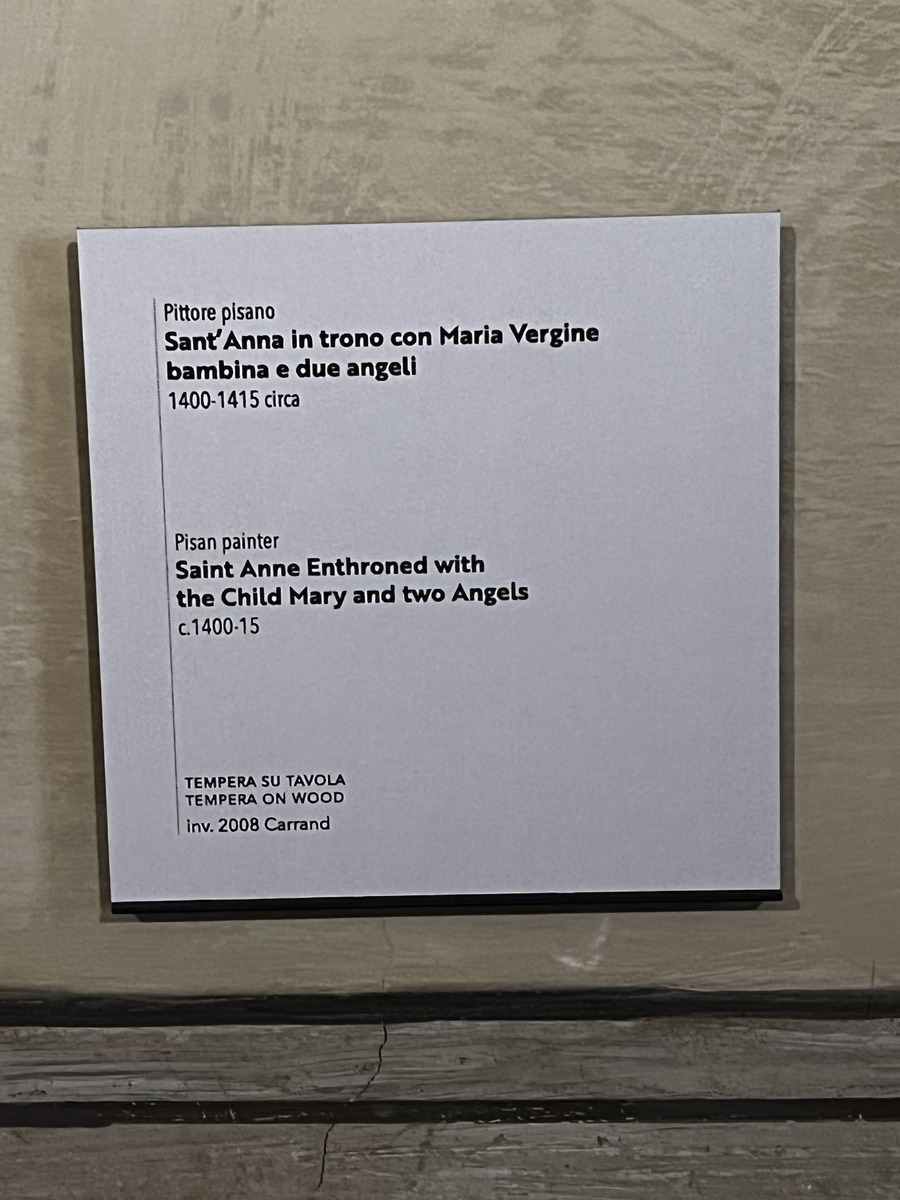 Pittore pisano
Sant'Anna in trono con Maria Vergine
bambina e due angeli
1400-1415 circa
Pisan painter
Saint Anne Enthroned with
the Child Mary and two Angels
c.1400-15
TEMPERA SU TAVOLA
TEMPERA ON WOOD
inv. 2008 Carrand